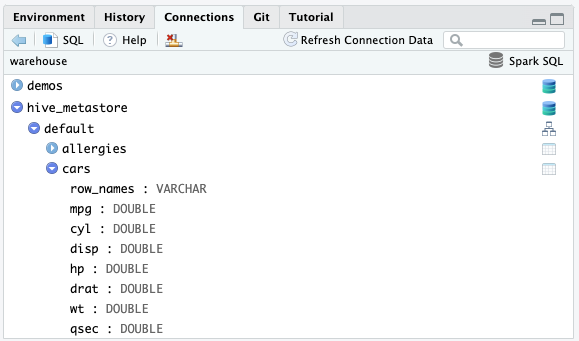 Environment History Connections Git Tutorial
SQL ? Help Refresh Connection Data
warehouse Spark SQL
demos
hive_metastore
default
allergies
cars
row_names : VARCHAR
mpg : DOUBLE
cyl : DOUBLE
disp : DOUBLE
hp : DOUBLE
drat : DOUBLE
wt : DOUBLE
qsec : DOUBLE